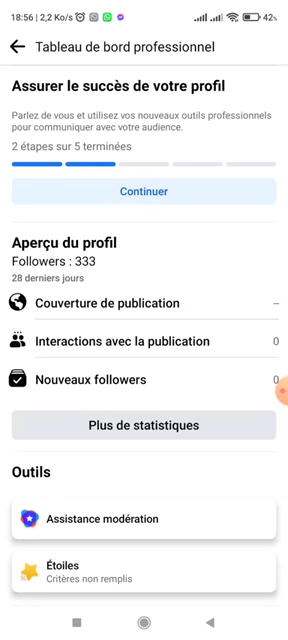 18:56 | 2,2 Ko/s
42%
Tableau de bord professionnel
Assurer le succès de votre profil
Parlez de vous et utilisez vos nouveaux outils professionnels
pour communiquer avec votre audience.
2 étapes sur 5 terminées
Continuer
Aperçu du profil
Followers : 333
28 derniers jours
Couverture de publication –
Interactions avec la publication 0
Nouveaux followers 0
Plus de statistiques
Outils
Assistance modération
Étoiles
Critères non remplis